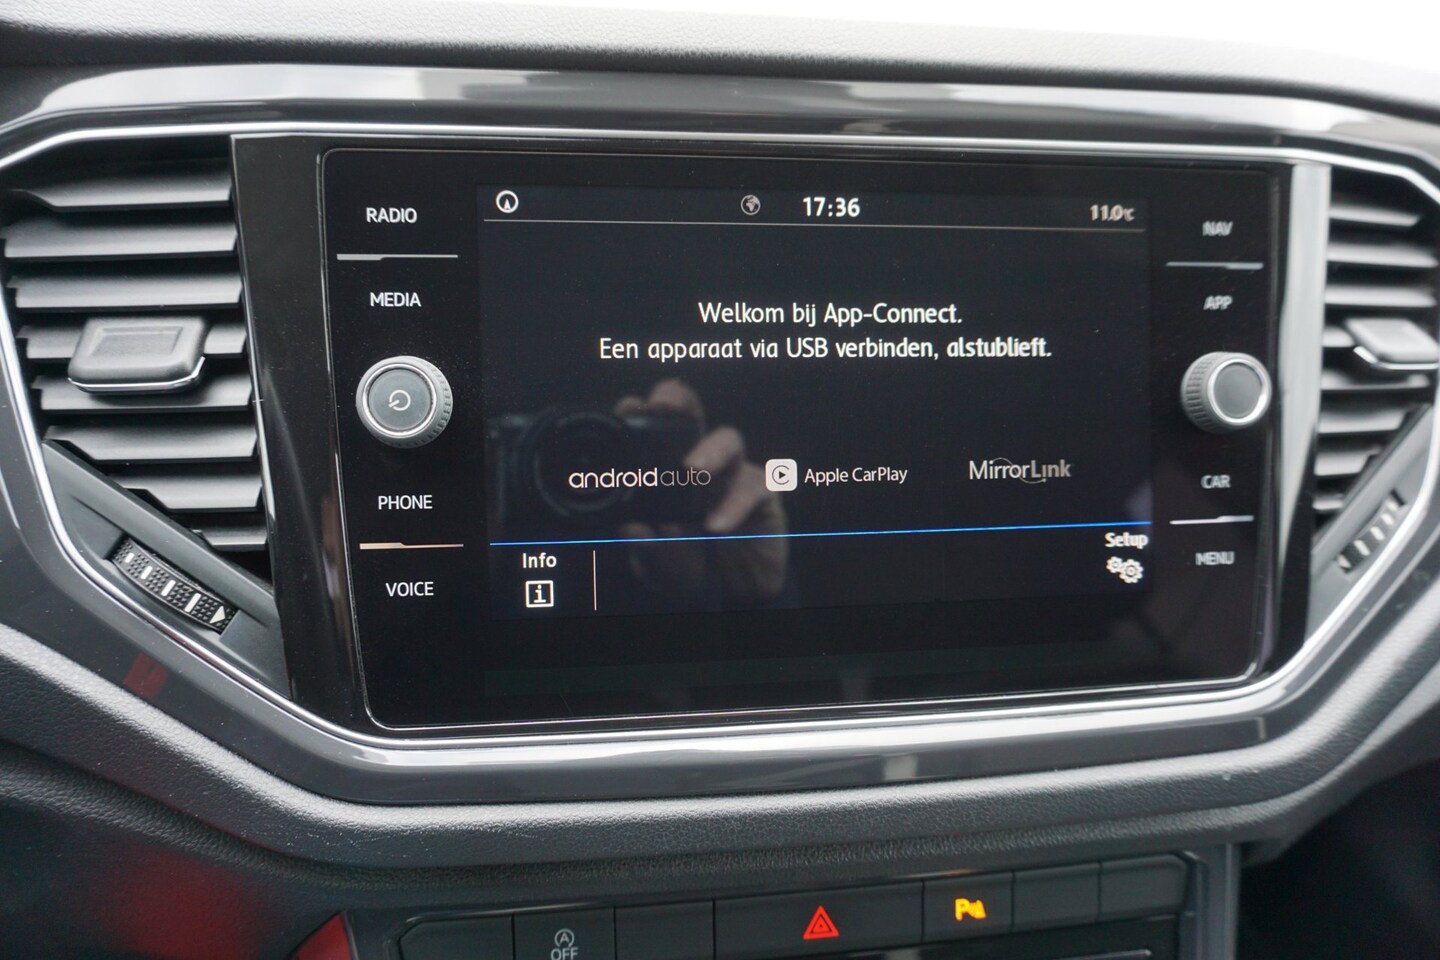 RADIO
MEDIA
PHONE
VOICE
17:36
11.0°C
Welkom bij App-Connect.
Een apparaat via USB verbinden, alstublieft.
androidauto
Apple CarPlay
MirrorLink
Info
i
Setup
NAV
APP
CAR
MENU
A
OFF
P